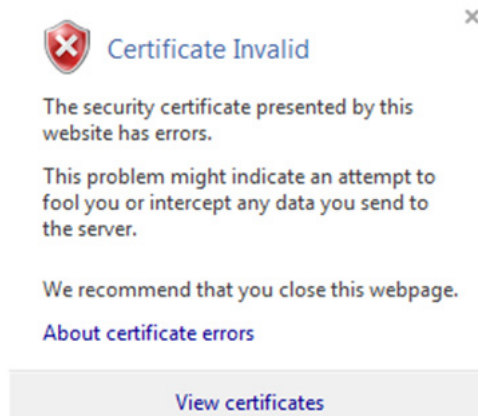 Certificate Invalid
The security certificate presented by this
website has errors.
This problem might indicate an attempt to
fool you or intercept any data you send to
the server.
We recommend that you close this webpage.
About certificate errors
View certificates